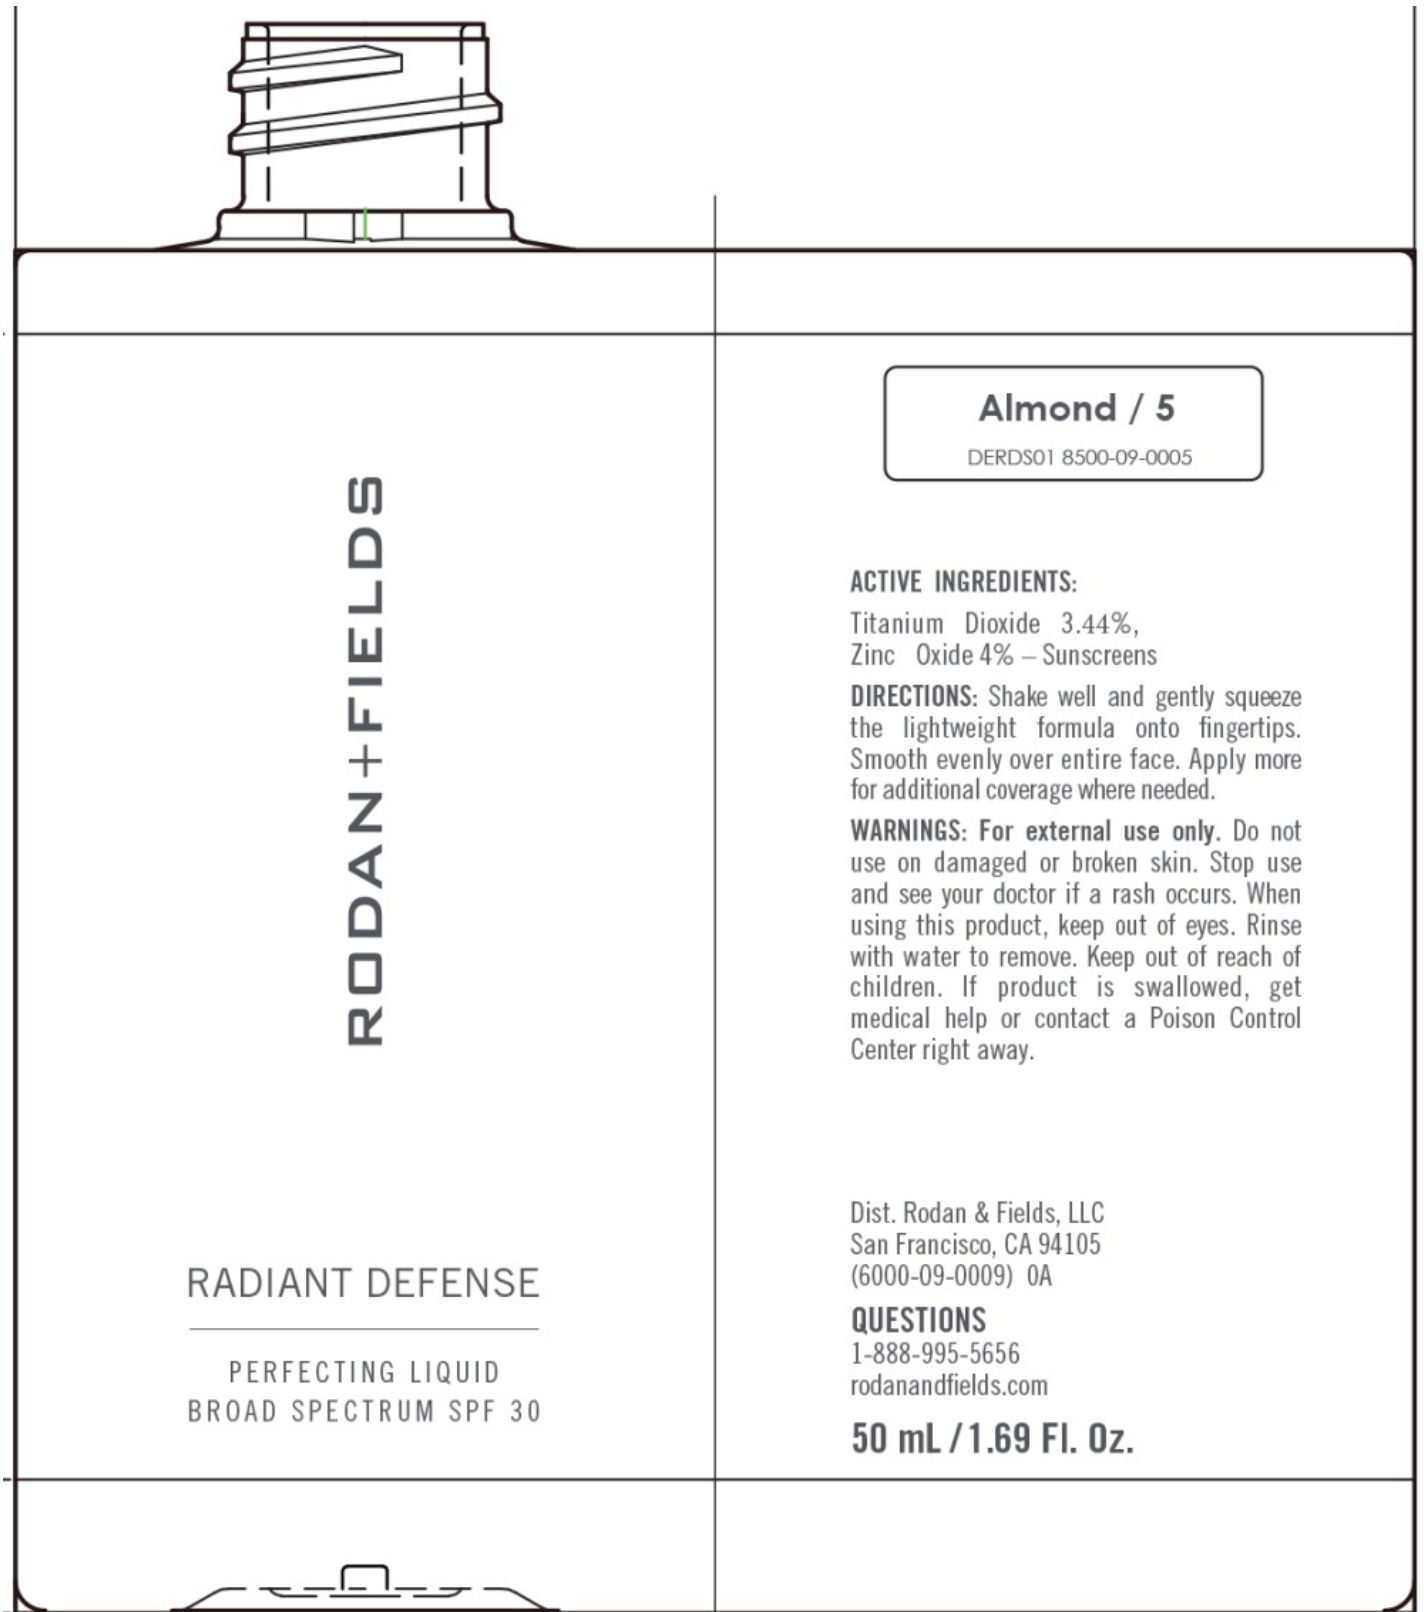 RODAN+FIELDS
RADIANT DEFENSE
PERFECTING LIQUID
BROAD SPECTRUM SPF 30
Almond / 5
DERDS01 8500-09-0005
ACTIVE INGREDIENTS:
Titanium Dioxide 3.44%,
Zinc Oxide 4% – Sunscreens
DIRECTIONS: Shake well and gently squeeze
the lightweight formula onto fingertips.
Smooth evenly over entire face. Apply more
for additional coverage where needed.
WARNINGS: For external use only. Do not
use on damaged or broken skin. Stop use
and see your doctor if a rash occurs. When
using this product, keep out of eyes. Rinse
with water to remove. Keep out of reach of
children. If product is swallowed, get
medical help or contact a Poison Control
Center right away.
Dist. Rodan & Fields, LLC
San Francisco, CA 94105
(6000-09-0009) 0A
QUESTIONS
1-888-995-5656
rodanandfields.com
50 mL / 1.69 Fl. Oz.